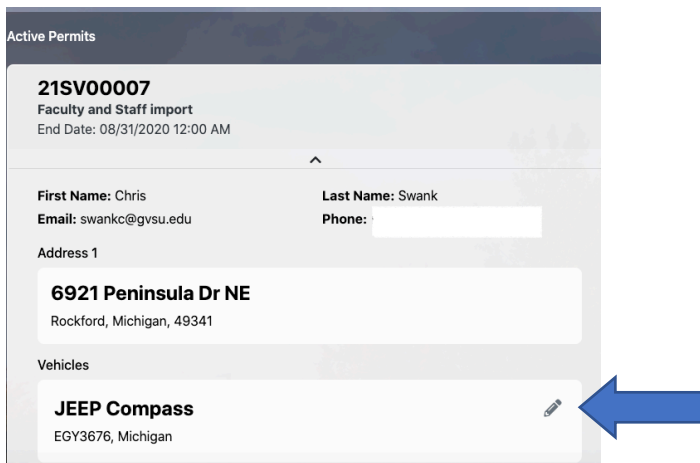 Active Permits
21SV00007
Faculty and Staff import
End Date: 08/31/2020 12:00 AM
First Name: Chris Last Name: Swank
Email: swankc@gvsu.edu Phone:
Address 1
6921 Peninsula Dr NE
Rockford, Michigan, 49341
Vehicles
JEEP Compass
EGY3676, Michigan